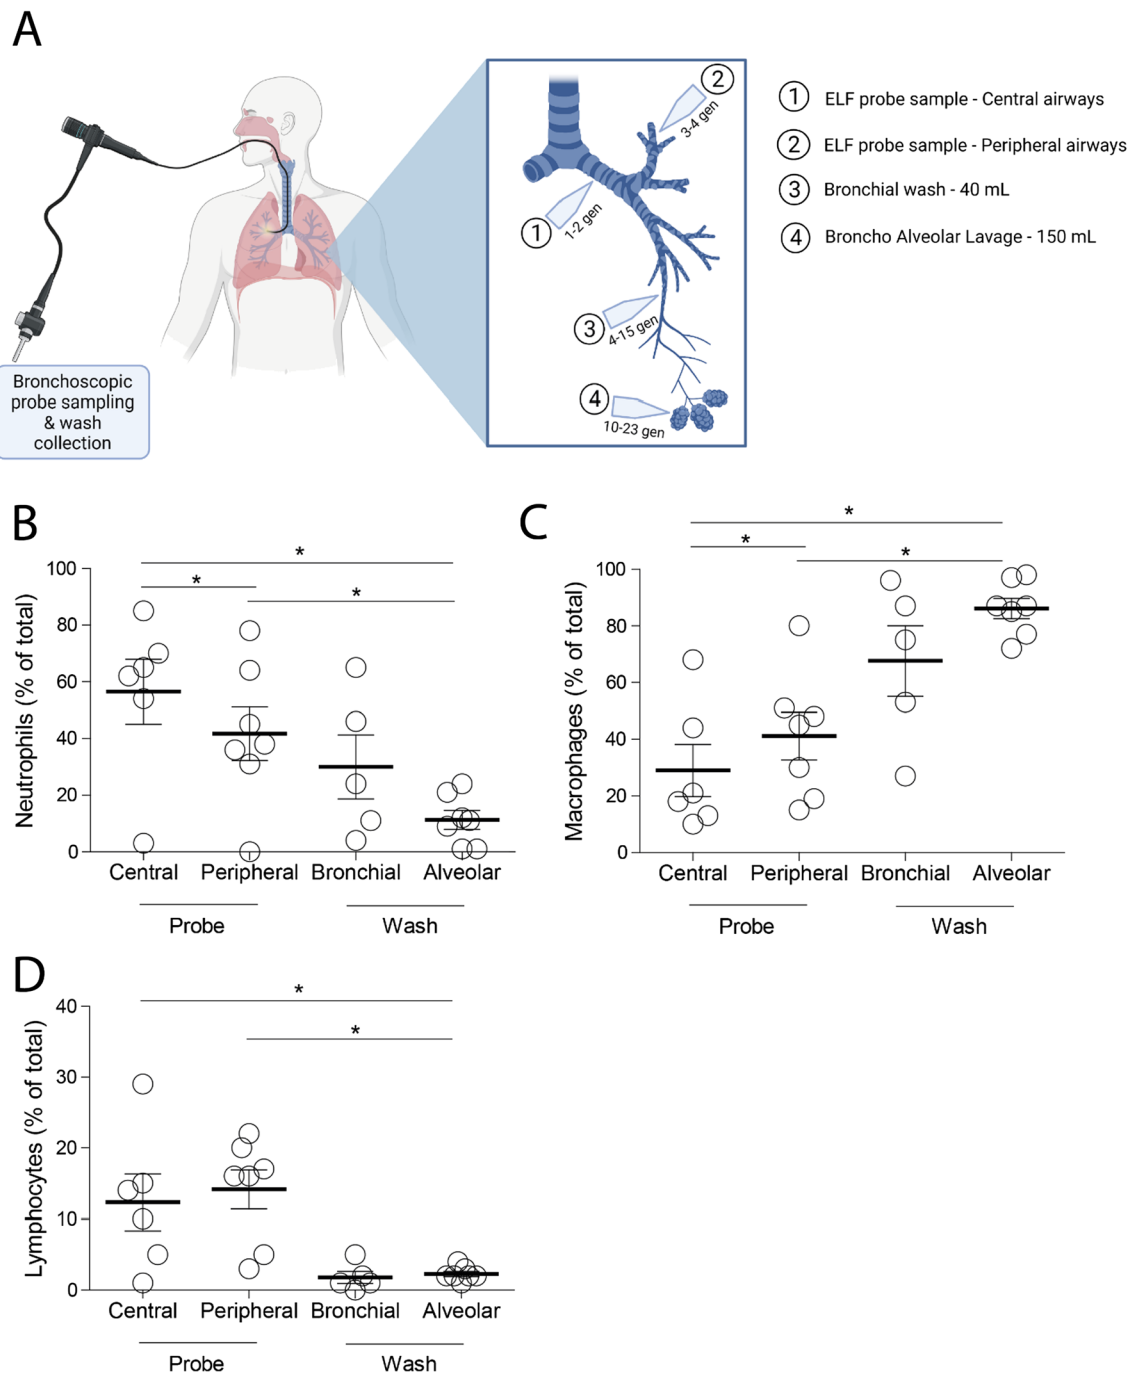 A
2
3-4 gen
1
1-2 gen
3
4-15 gen
4
10-23 gen
1 ELF probe sample - Central airways
2 ELF probe sample - Peripheral airways
3 Bronchial wash - 40 mL
4 Broncho Alveolar Lavage - 150 mL
Bronchoscopic
probe sampling
& wash
collection
B
Neutrophils (% of total)
100
80
60
40
20
0
*
*
*
Central Peripheral Bronchial Alveolar
Probe Wash
C
Macrophages (% of total)
100
80
60
40
20
0
*
*
*
Central Peripheral Bronchial Alveolar
Probe Wash
D
Lymphocytes (% of total)
40
30
20
10
0
*
*
Central Peripheral Bronchial Alveolar
Probe Wash